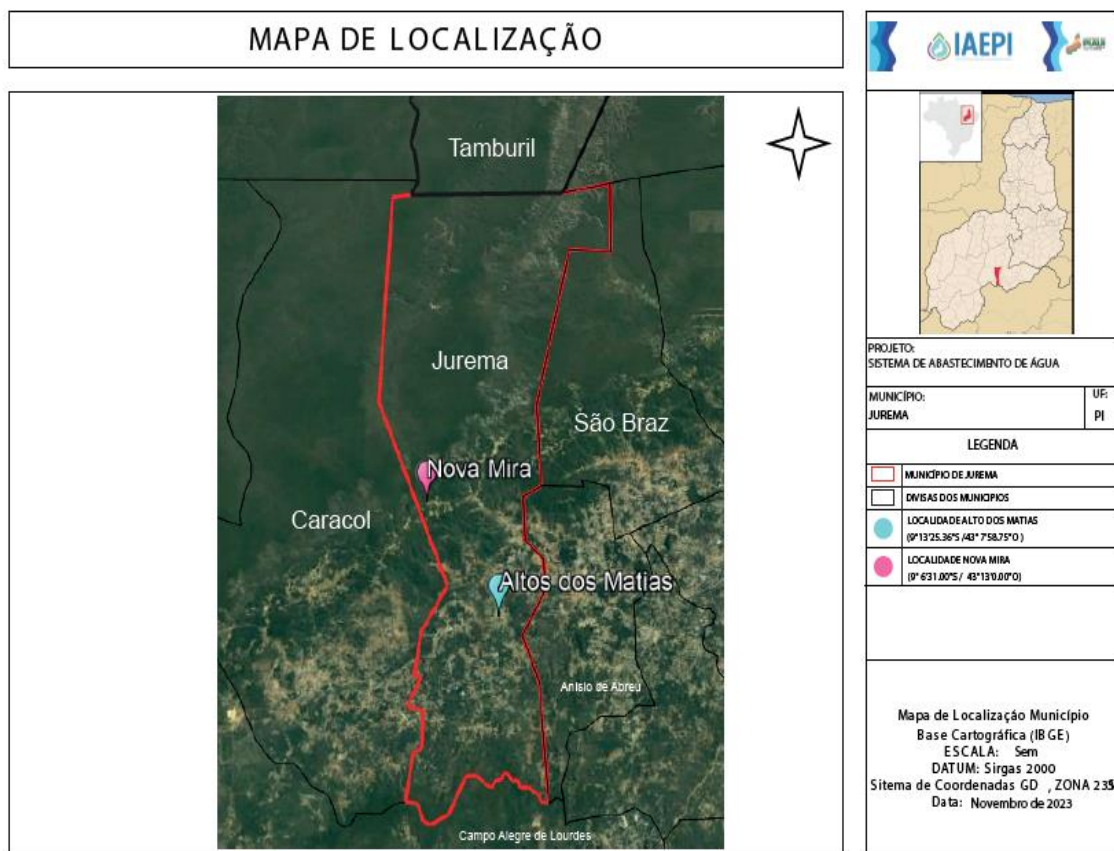 MAPA DE LOCALIZAÇÃO
IAEPI
Tamburil
Jurema
São Braz
Nova Mira
Caracol
Altos dos Matias
Anísio de Abreu
Campo Alegre de Lourdes
PROJETO:
SISTEMA DE ABASTECIMENTO DE ÁGUA
MUNICÍPIO:
JUREMA
UF:
PI
LEGENDA
MUNICÍPIO DE JUREMA
DIVISAS DOS MUNICIPIOS
LOCALIDADE ALTO DOS MATIAS
(9°13'25.36"S /43° 7'58.75"O )
LOCALIDADE NOVA MIRA
(9° 6'31.00"S / 43°13'0.00"O)
Mapa de Localização Município
Base Cartográfica (IBGE)
ESCALA: Sem
DATUM: Sirgas 2000
Sitema de Coordenadas GD , ZONA 23S
Data: Novembro de 2023